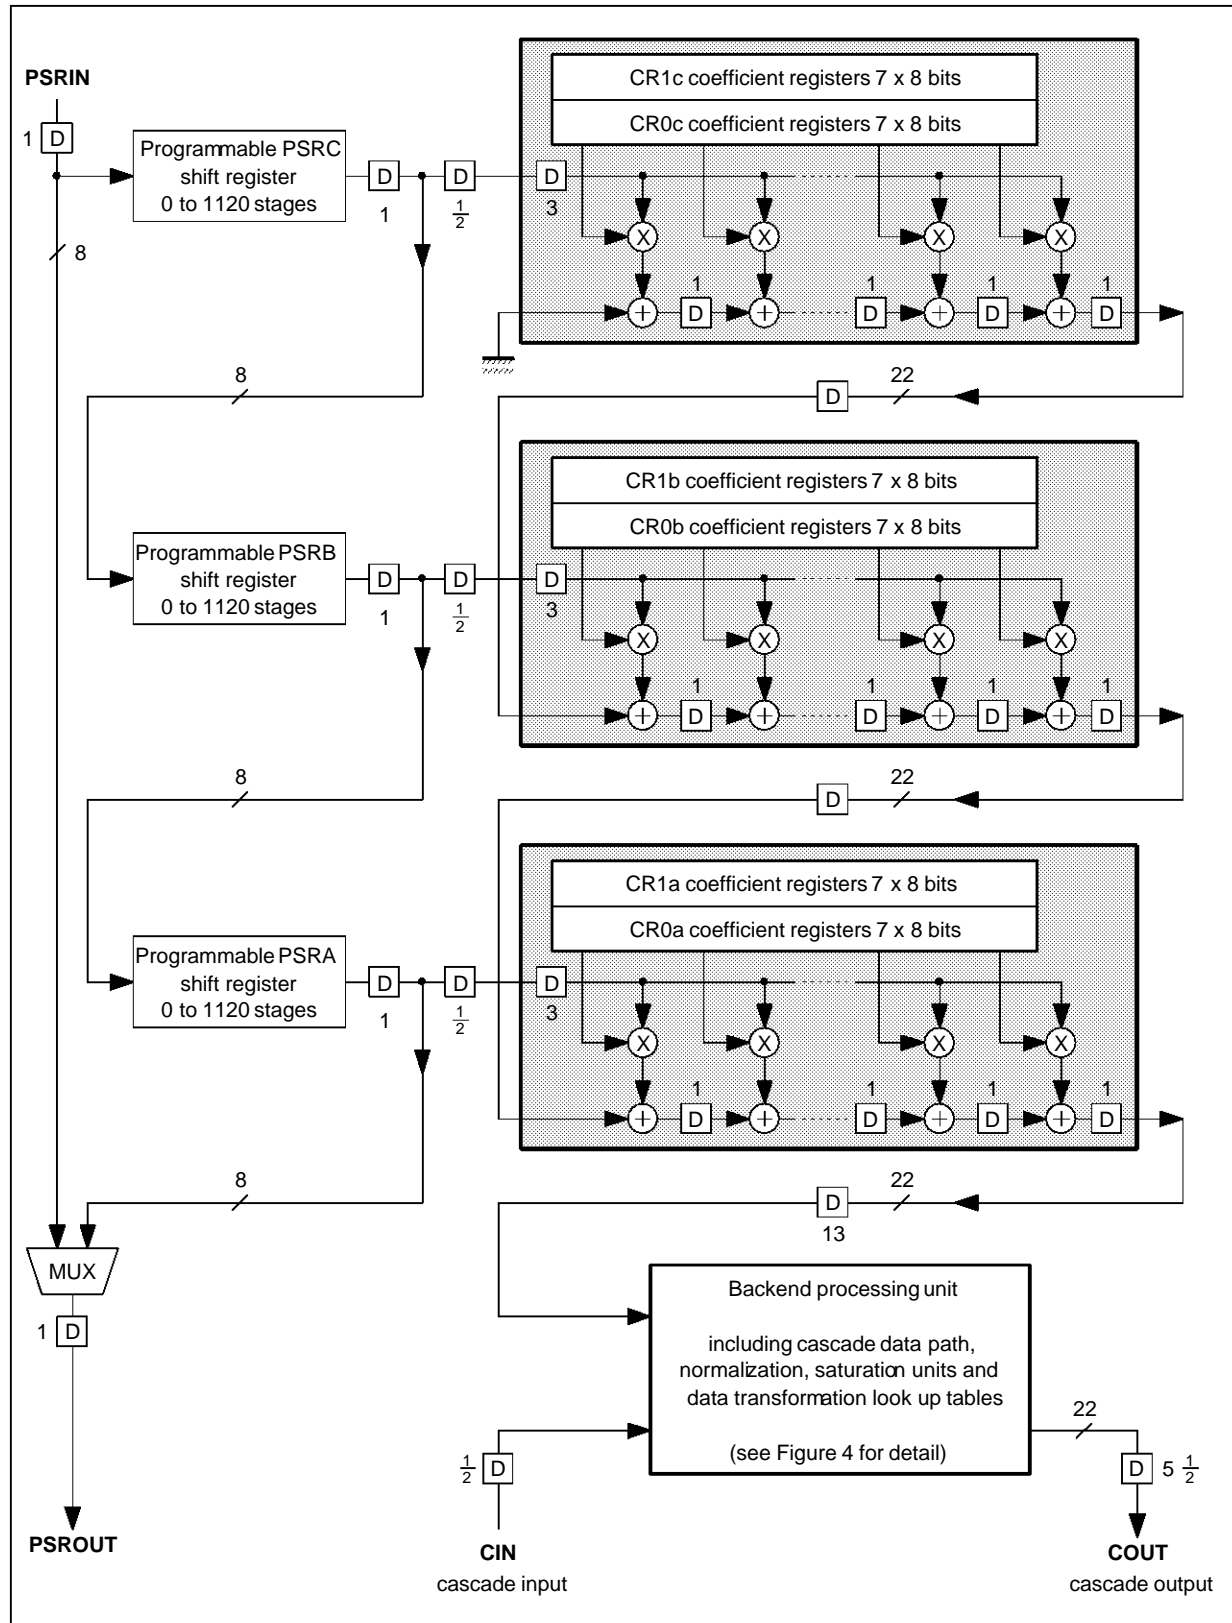 PSRIN
1 D
Programmable PSRC
shift register
0 to 1120 stages
8
D
1
D
1/2
CR1c coefficient registers 7 x 8 bits
CR0c coefficient registers 7 x 8 bits
D
3
X X X X
1 1 1 1
+ D + D + D + D
8
D
22
CR1b coefficient registers 7 x 8 bits
CR0b coefficient registers 7 x 8 bits
Programmable PSRB
shift register
0 to 1120 stages
D
1
D
1/2
D
3
X X X X
1 1 1 1
+ D + D + D + D
8
D
22
CR1a coefficient registers 7 x 8 bits
CR0a coefficient registers 7 x 8 bits
Programmable PSRA
shift register
0 to 1120 stages
D
1
D
1/2
D
3
X X X X
1 1 1 1
+ D + D + D + D
8
D
13
22
MUX
1 D
PSROUT
Backend processing unit
including cascade data path,
normalization, saturation units and
data transformation look up tables
(see Figure 4 for detail)
1/2 D
CIN
cascade input
22
D 5 1/2
COUT
cascade output